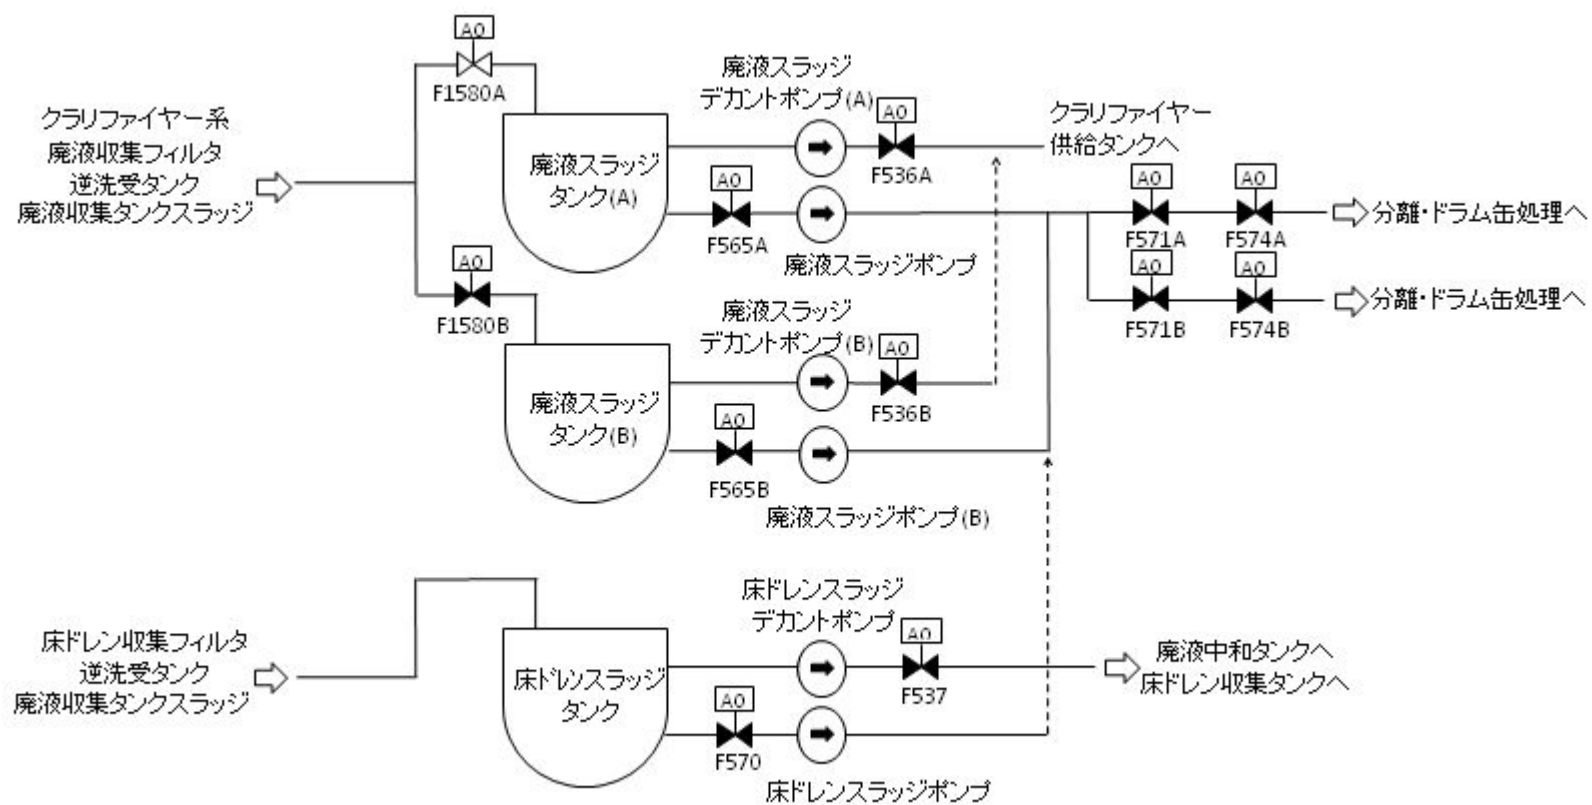 AO
F1580A
クラリファイヤー系
廃液収集フィルタ
逆洗受タンク
廃液収集タンクスラッジ
AO
F1580B
廃液スラッジ
タンク(A)
廃液スラッジ
デカントポンプ(A)
AO
F536A
クラリファイヤー
供給タンクへ
AO
F565A
廃液スラッジポンプ
AO
F571A
AO
F574A
分離・ドラム缶処理へ
AO
F571B
AO
F574B
分離・ドラム缶処理へ
廃液スラッジ
タンク(B)
廃液スラッジ
デカントポンプ(B)
AO
F536B
AO
F565B
廃液スラッジポンプ(B)
床ドレン収集フィルタ
逆洗受タンク
廃液収集タンクスラッジ
床ドレンスラッジ
タンク
床ドレンスラッジ
デカントポンプ
AO
F537
廃液中和タンクへ
床ドレン収集タンクへ
AO
F570
床ドレンスラッジポンプ